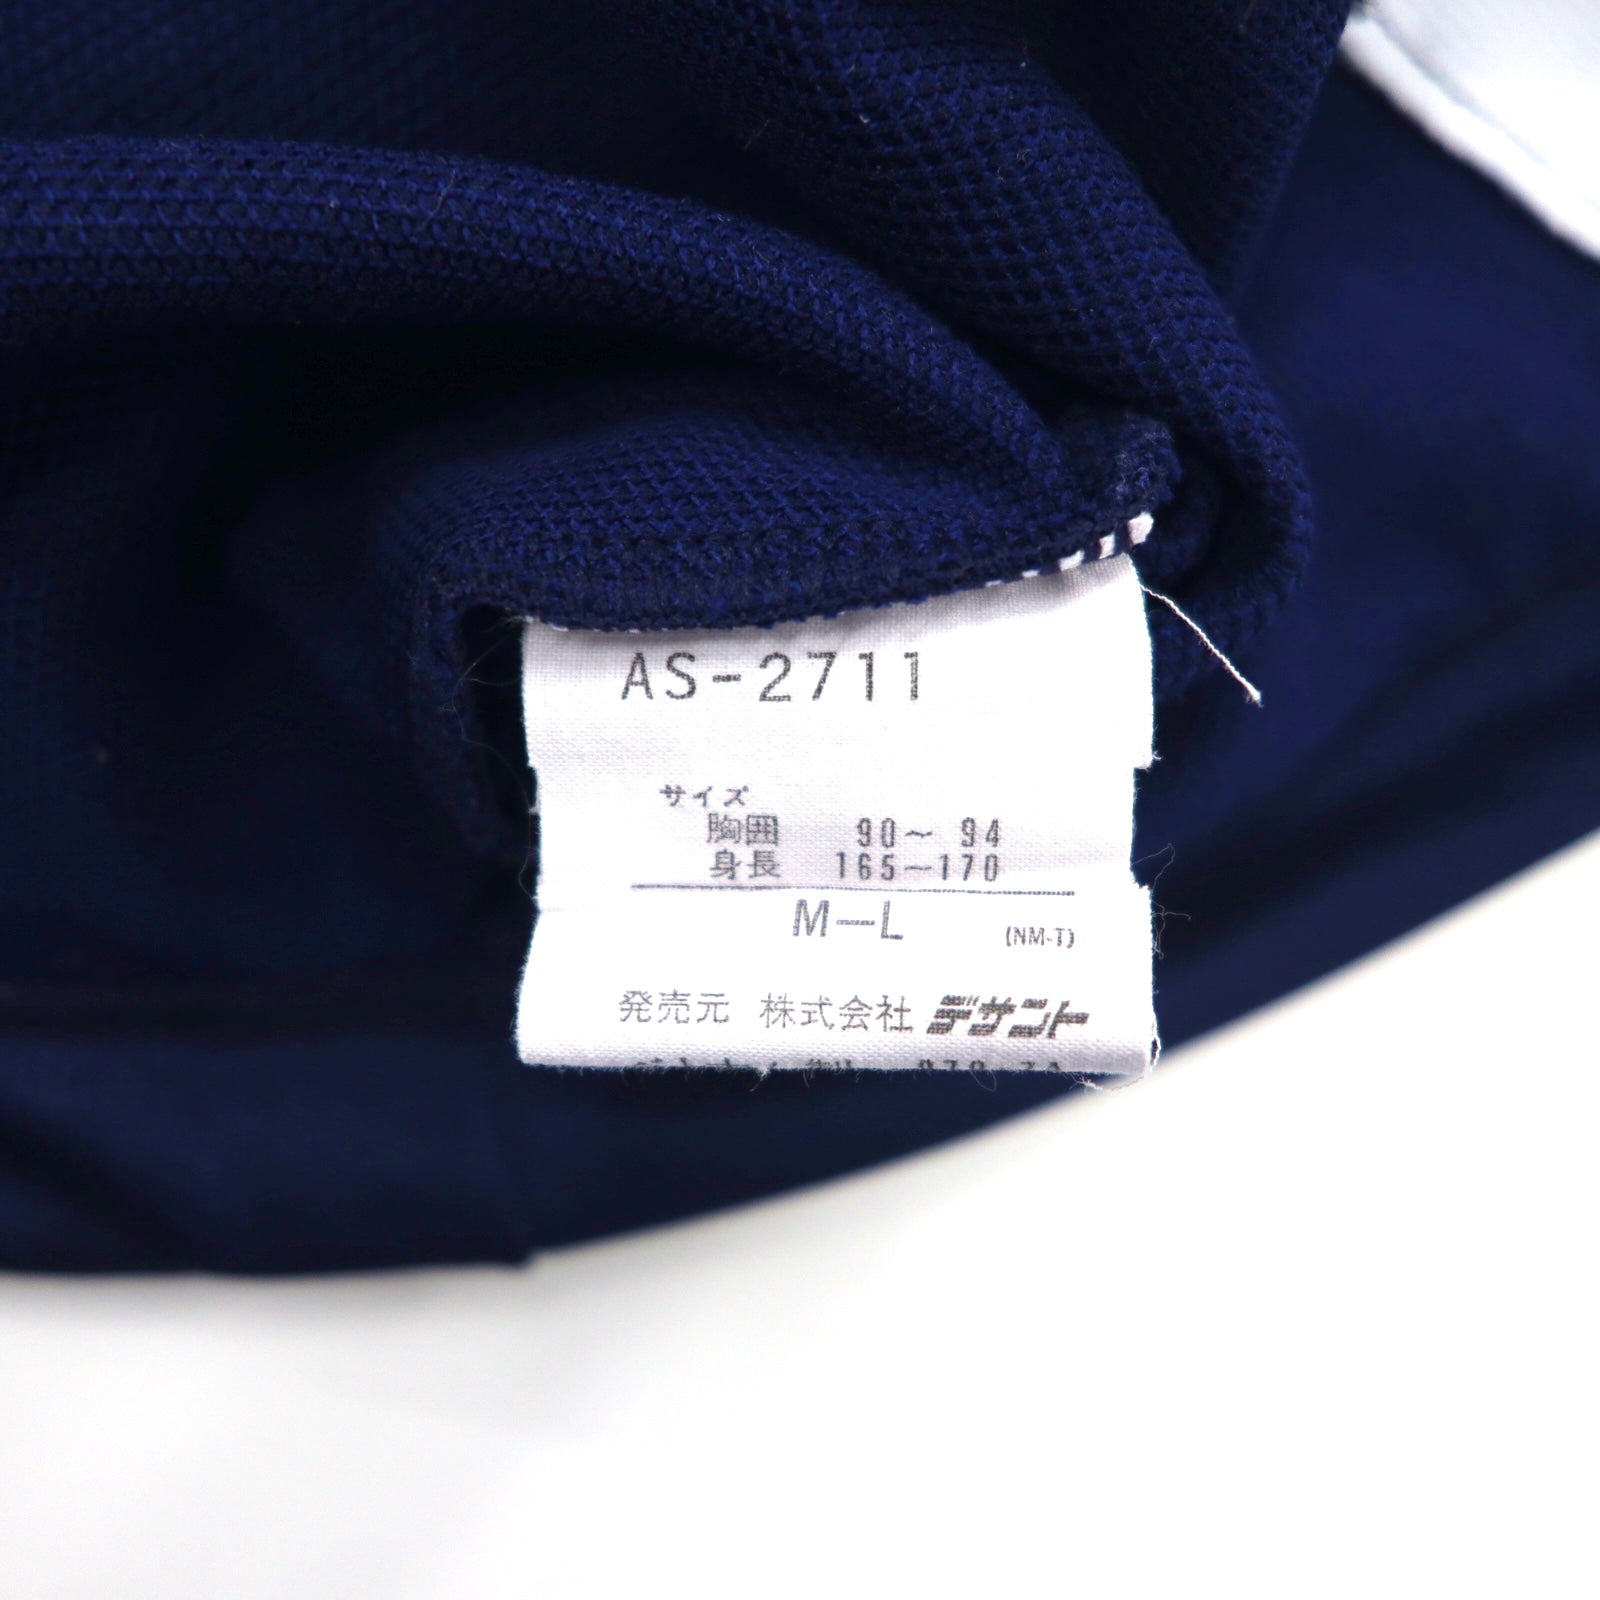 AS-2711
サイズ
胸囲 90〜94
身長 165〜170
M—L (NM-T)
発売元 株式会社 デサント